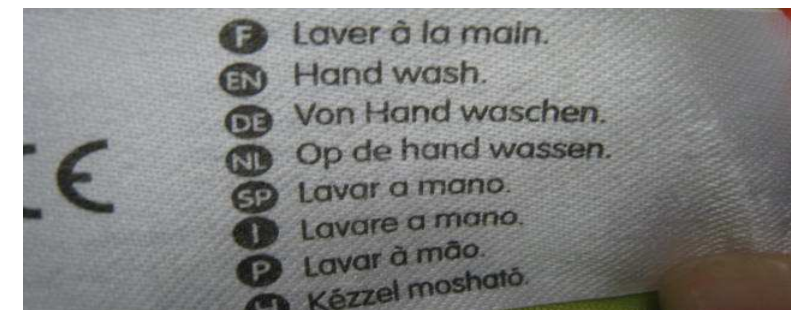 F Laver à la main.
EN Hand wash.
DE Von Hand waschen.
NL Op de hand wassen.
CE
SP Lavar a mano.
I Lavare a mano.
P Lavar à mão.
H Kézzel mosható.